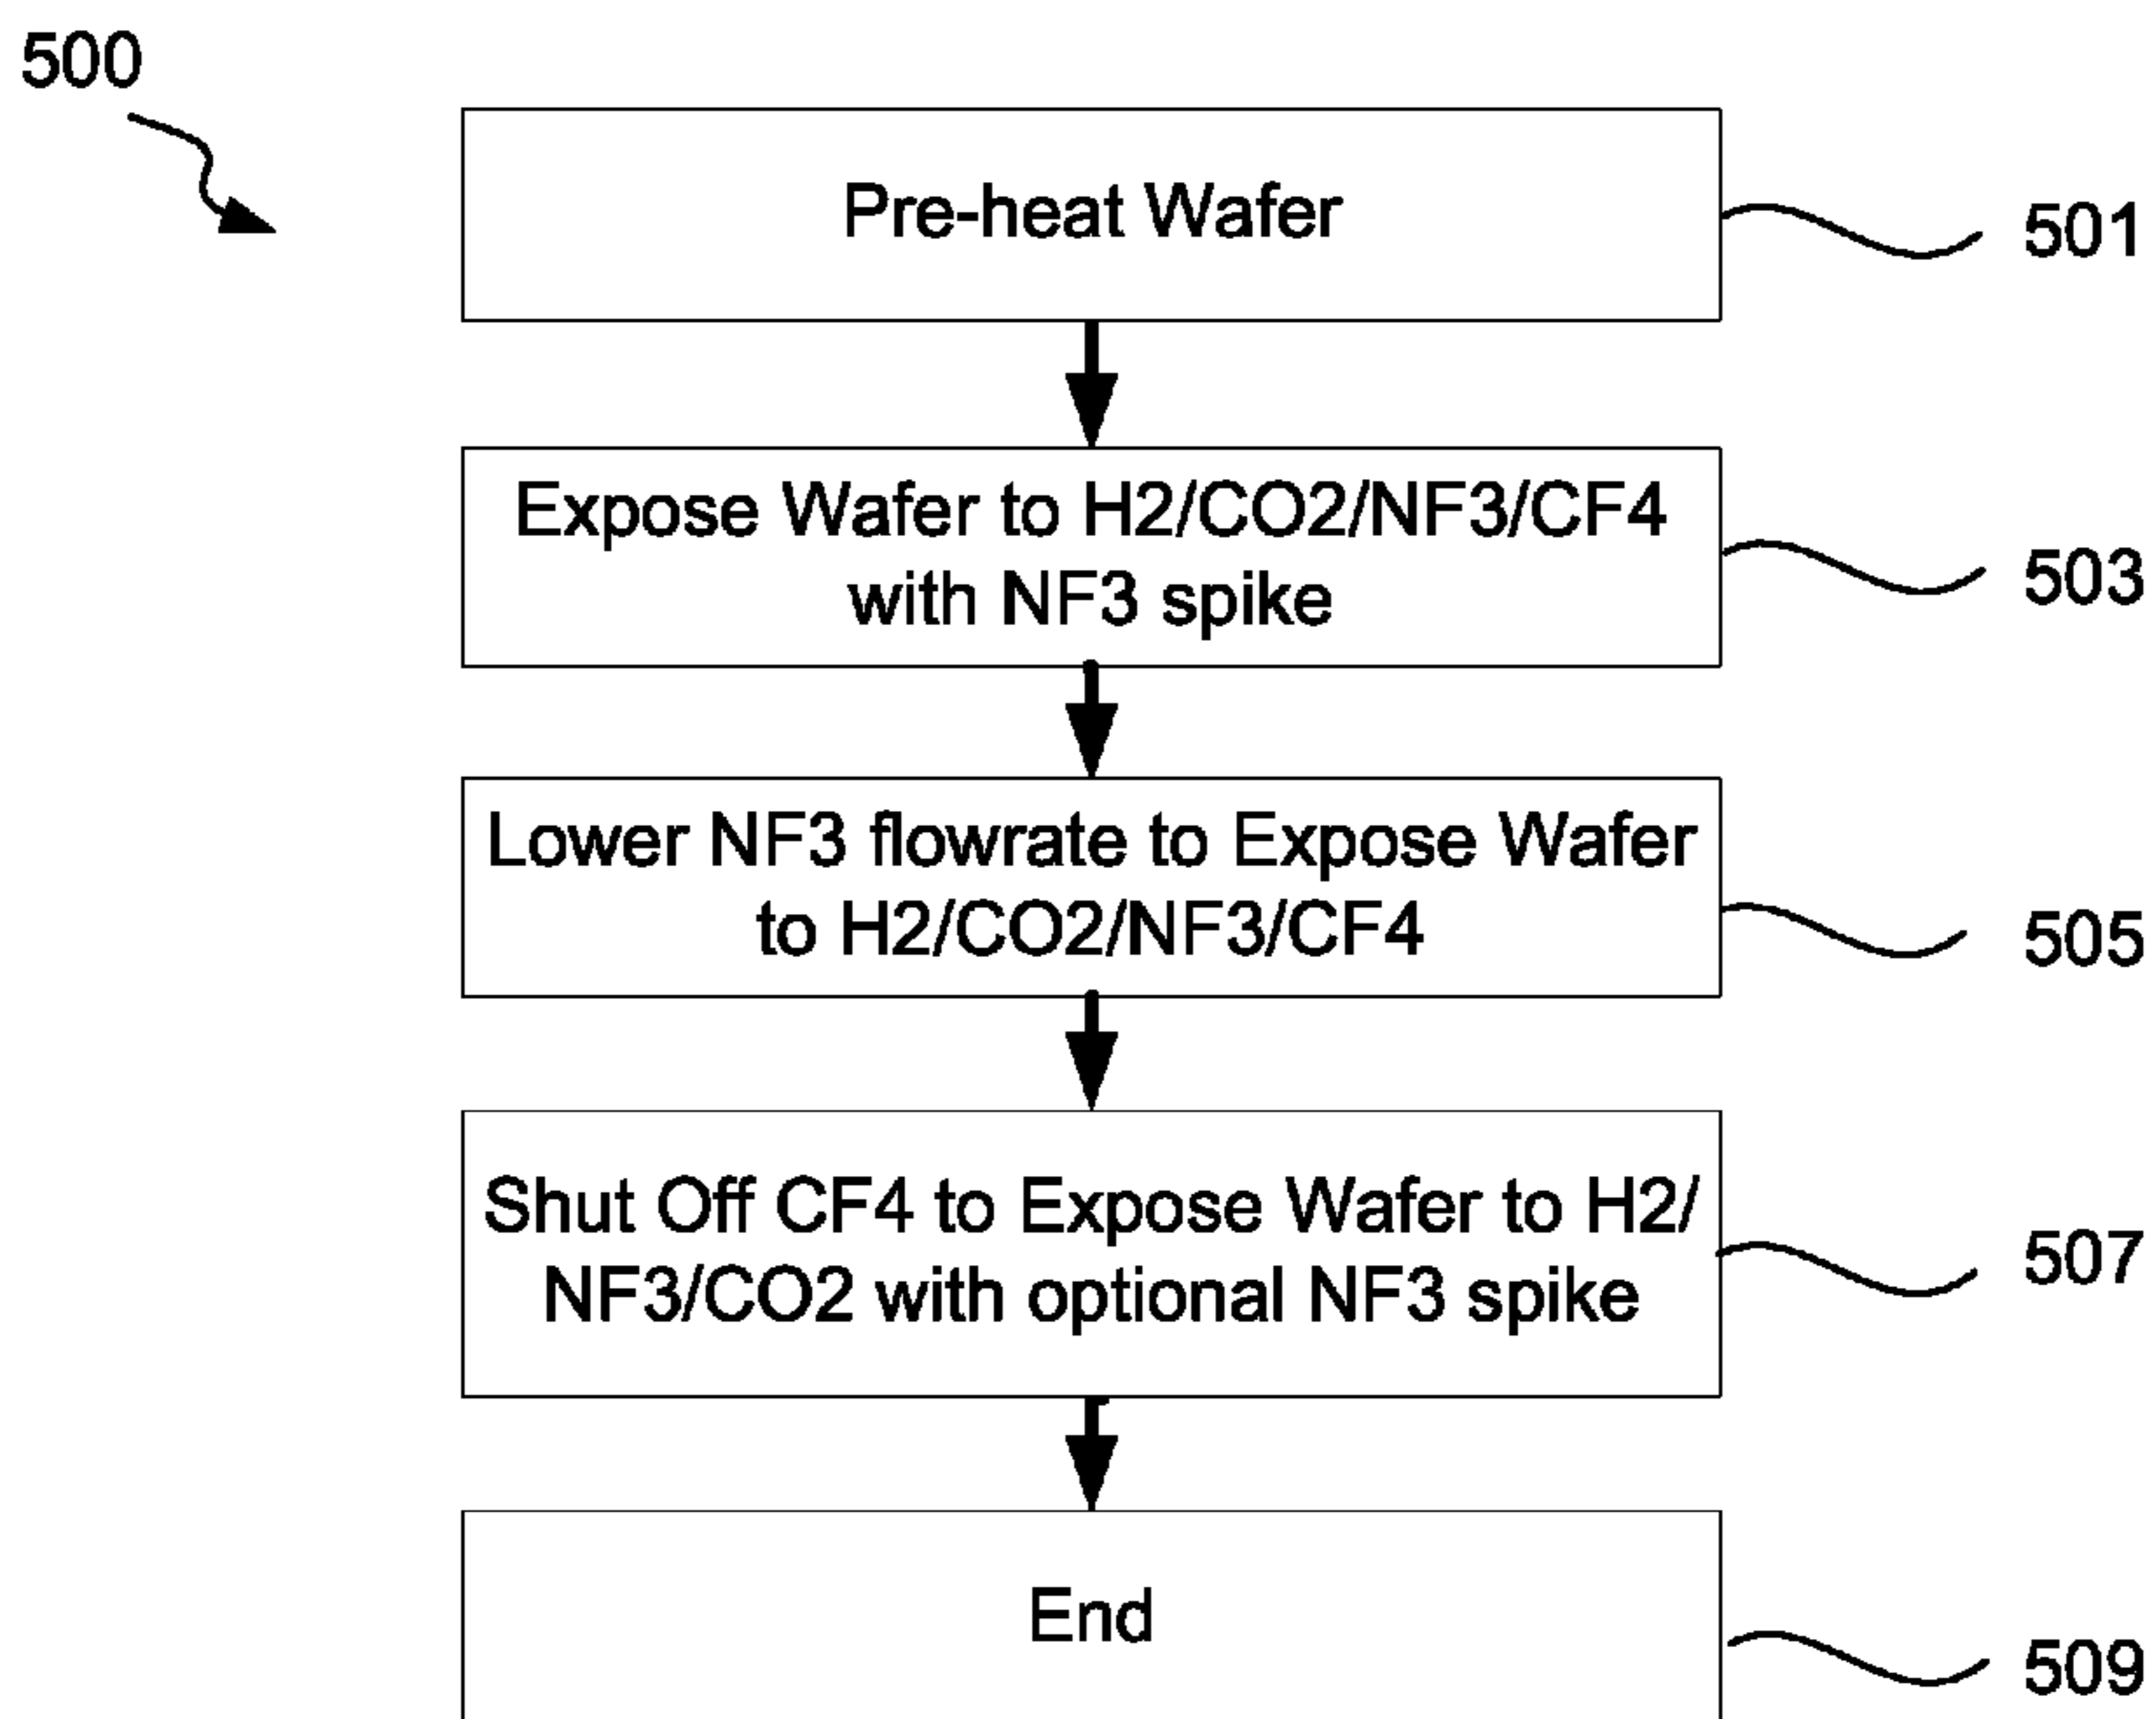 500
Pre-heat Wafer
501
Expose Wafer to H2/CO2/NF3/CF4
with NF3 spike
503
Lower NF3 flowrate to Expose Wafer
to H2/CO2/NF3/CF4
505
Shut Off CF4 to Expose Wafer to H2/
NF3/CO2 with optional NF3 spike
507
End
509